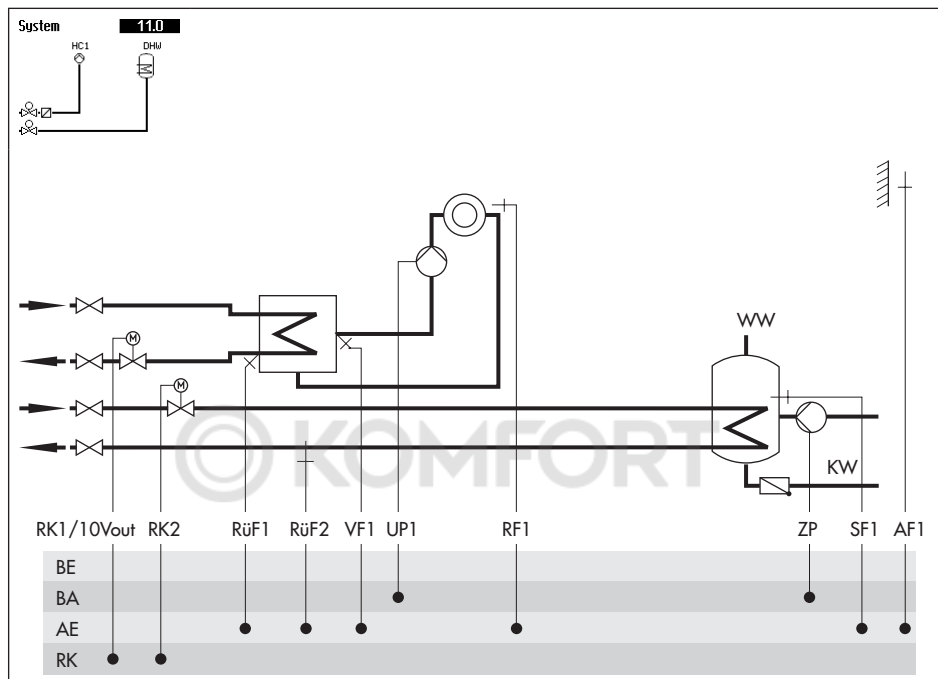 System 11.0
HC1 DHW
M M
WW
KOMFORT
KW
RK1/10Vout RK2 RüF1 RüF2 VF1 UP1 RF1 ZP SF1 AF1
BE
BA
AE
RK